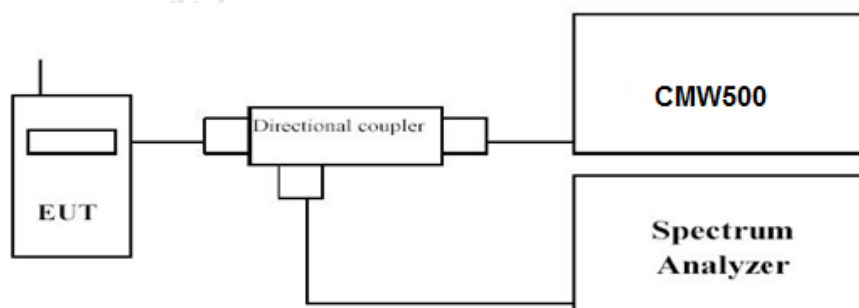 Directional coupler
CMW500
EUT
Spectrum
Analyzer